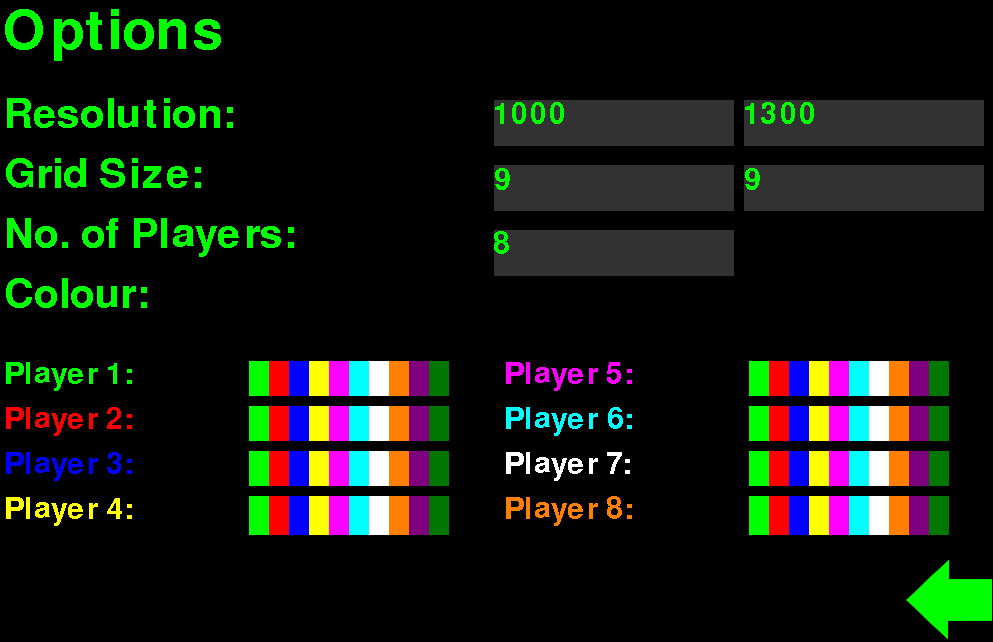 Options
Resolution: 1000 1300
Grid Size: 9 9
No. of Players: 8
Colour:
Player 1: Player 5:
Player 2: Player 6:
Player 3: Player 7:
Player 4: Player 8: